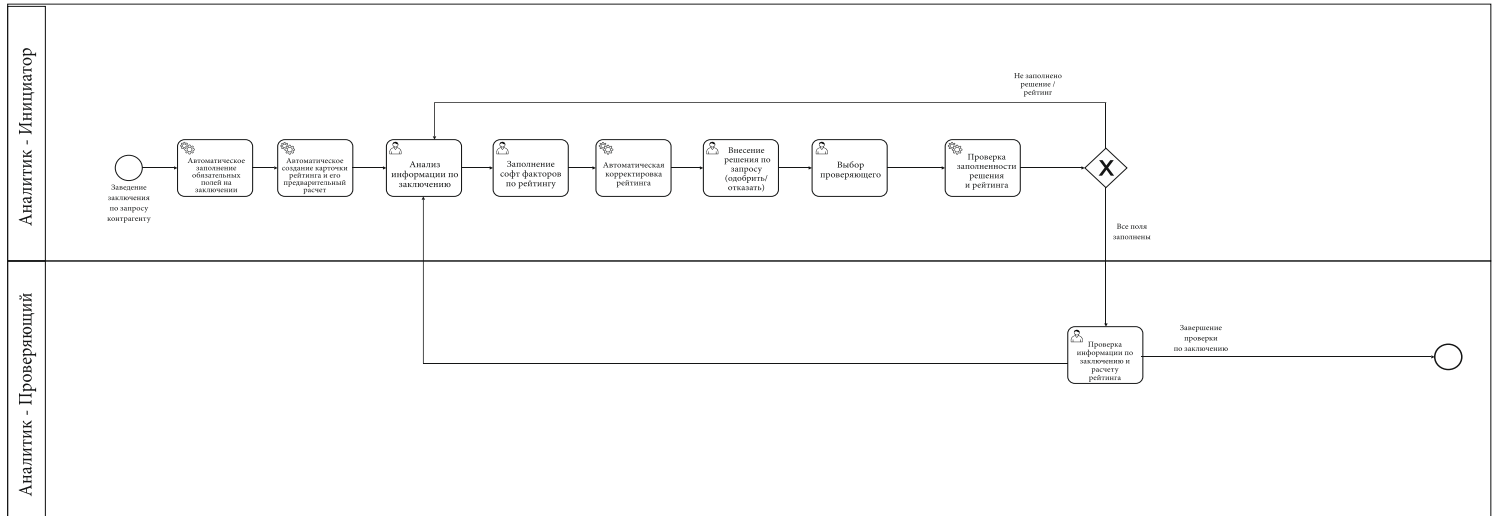 Аналитик - Инициатор
Не заполнено
решение /
рейтинг
Заведение
заключения
по запросу
контрагенту
Автоматическое
заполнение
обязательных
полей на
заключении
Автоматическое
создание карточки
рейтинга и его
предварительный
расчет
Анализ
информации по
заключению
Заполнение
софт факторов
по рейтингу
Автоматическая
корректировка
рейтинга
Внесение
решения по
запросу
(одобрить/
отказать)
Выбор
проверяющего
Проверка
заполненности
решения
и рейтинга
X
Все поля
заполнены
Аналитик - Проверяющий
Проверка
информации по
заключению и
расчету
рейтинга
Завершение
проверки
по заключению